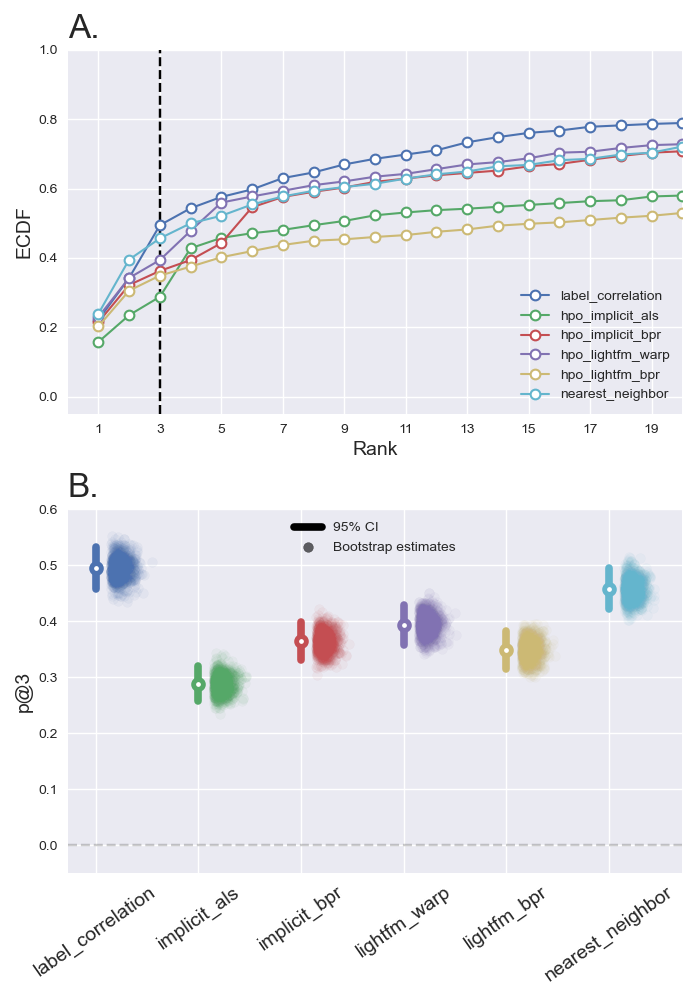 A.
1.0
0.8
0.6
0.4
0.2
0.0
ECDF
label_correlation
hpo_implicit_als
hpo_implicit_bpr
hpo_lightfm_warp
hpo_lightfm_bpr
nearest_neighbor
1 3 5 7 9 11 13 15 17 19
Rank
B.
0.6
0.5
0.4
0.3
0.2
0.1
0.0
p@3
95% CI
Bootstrap estimates
label_correlation
implicit_als
implicit_bpr
lightfm_warp
lightfm_bpr
nearest_neighbor